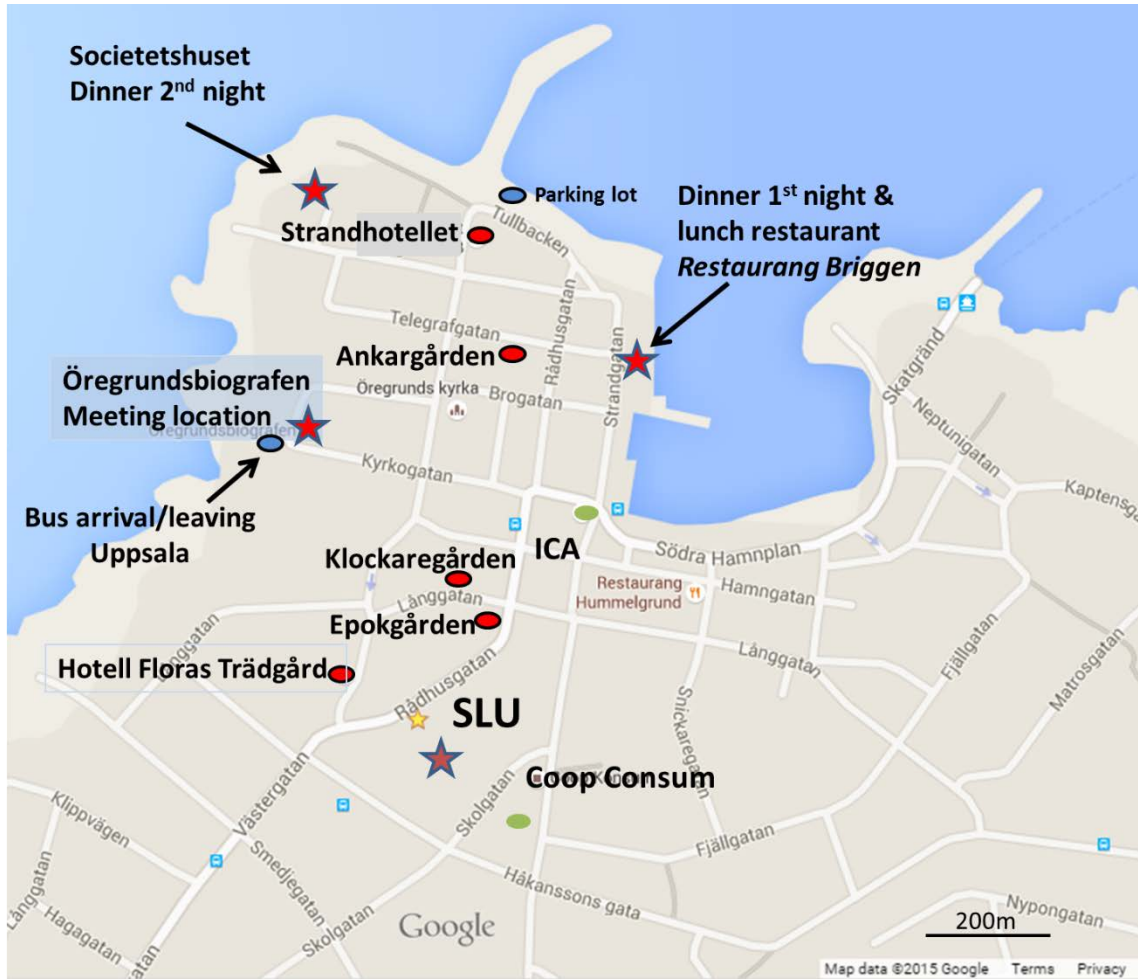 Societetshuset
Dinner 2nd night
Parking lot
Dinner 1st night &
lunch restaurant
Restaurang Briggen
Strandhotellet
Tullbacken
Telegrafgatan
Rådhusgatan
Strandgatan
Skatgränd
Ankargården
Öregrunds kyrka
Brogatan
Neptunigatan
Öregrundsbiografen
Meeting location
Öregrundsbiografen
Kyrkogatan
Kaptensga
Bus arrival/leaving
Uppsala
ICA
Södra Hamnplan
Klockaregården
Restaurang
Hummelgrund
Hamngatan
Långgatan
Epokgården
Långgatan
Långgatan
Fjällgatan
Matrosgatan
Hotell Floras Trädgård
Rådhusgatan
SLU
Snickaregatan
Coop Consum
Skolgatan
Västergatan
Klippvägen
Fjällgatan
Smedjegatan
Håkanssons gata
Långgatan
Hagagatan
Skolgatan
Google
200m
Nypongatan
Map data ©2015 Google Terms Privacy